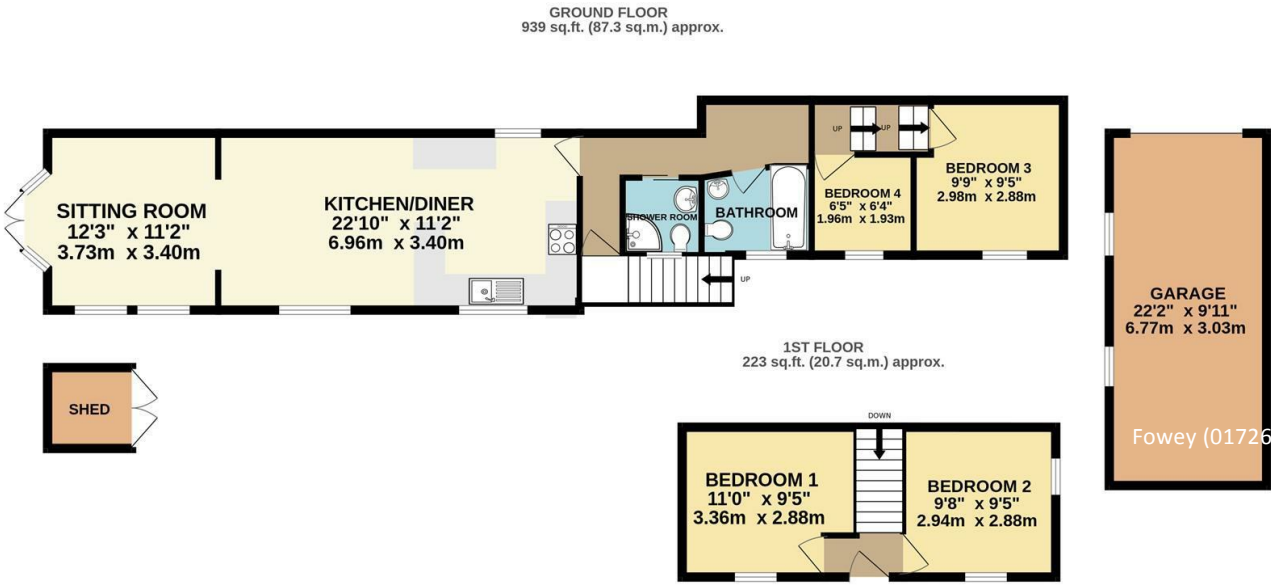 GROUND FLOOR
939 sq.ft. (87.3 sq.m.) approx.
SITTING ROOM
12'3" x 11'2"
3.73m x 3.40m
KITCHEN/DINER
22'10" x 11'2"
6.96m x 3.40m
SHOWER ROOM
BATHROOM
UP
UP
UP
BEDROOM 4
6'5" x 6'4"
1.96m x 1.93m
BEDROOM 3
9'9" x 9'5"
2.98m x 2.88m
GARAGE
22'2" x 9'11"
6.77m x 3.03m
SHED
1ST FLOOR
223 sq.ft. (20.7 sq.m.) approx.
DOWN
BEDROOM 1
11'0" x 9'5"
3.36m x 2.88m
BEDROOM 2
9'8" x 9'5"
2.94m x 2.88m
Fowey (01726